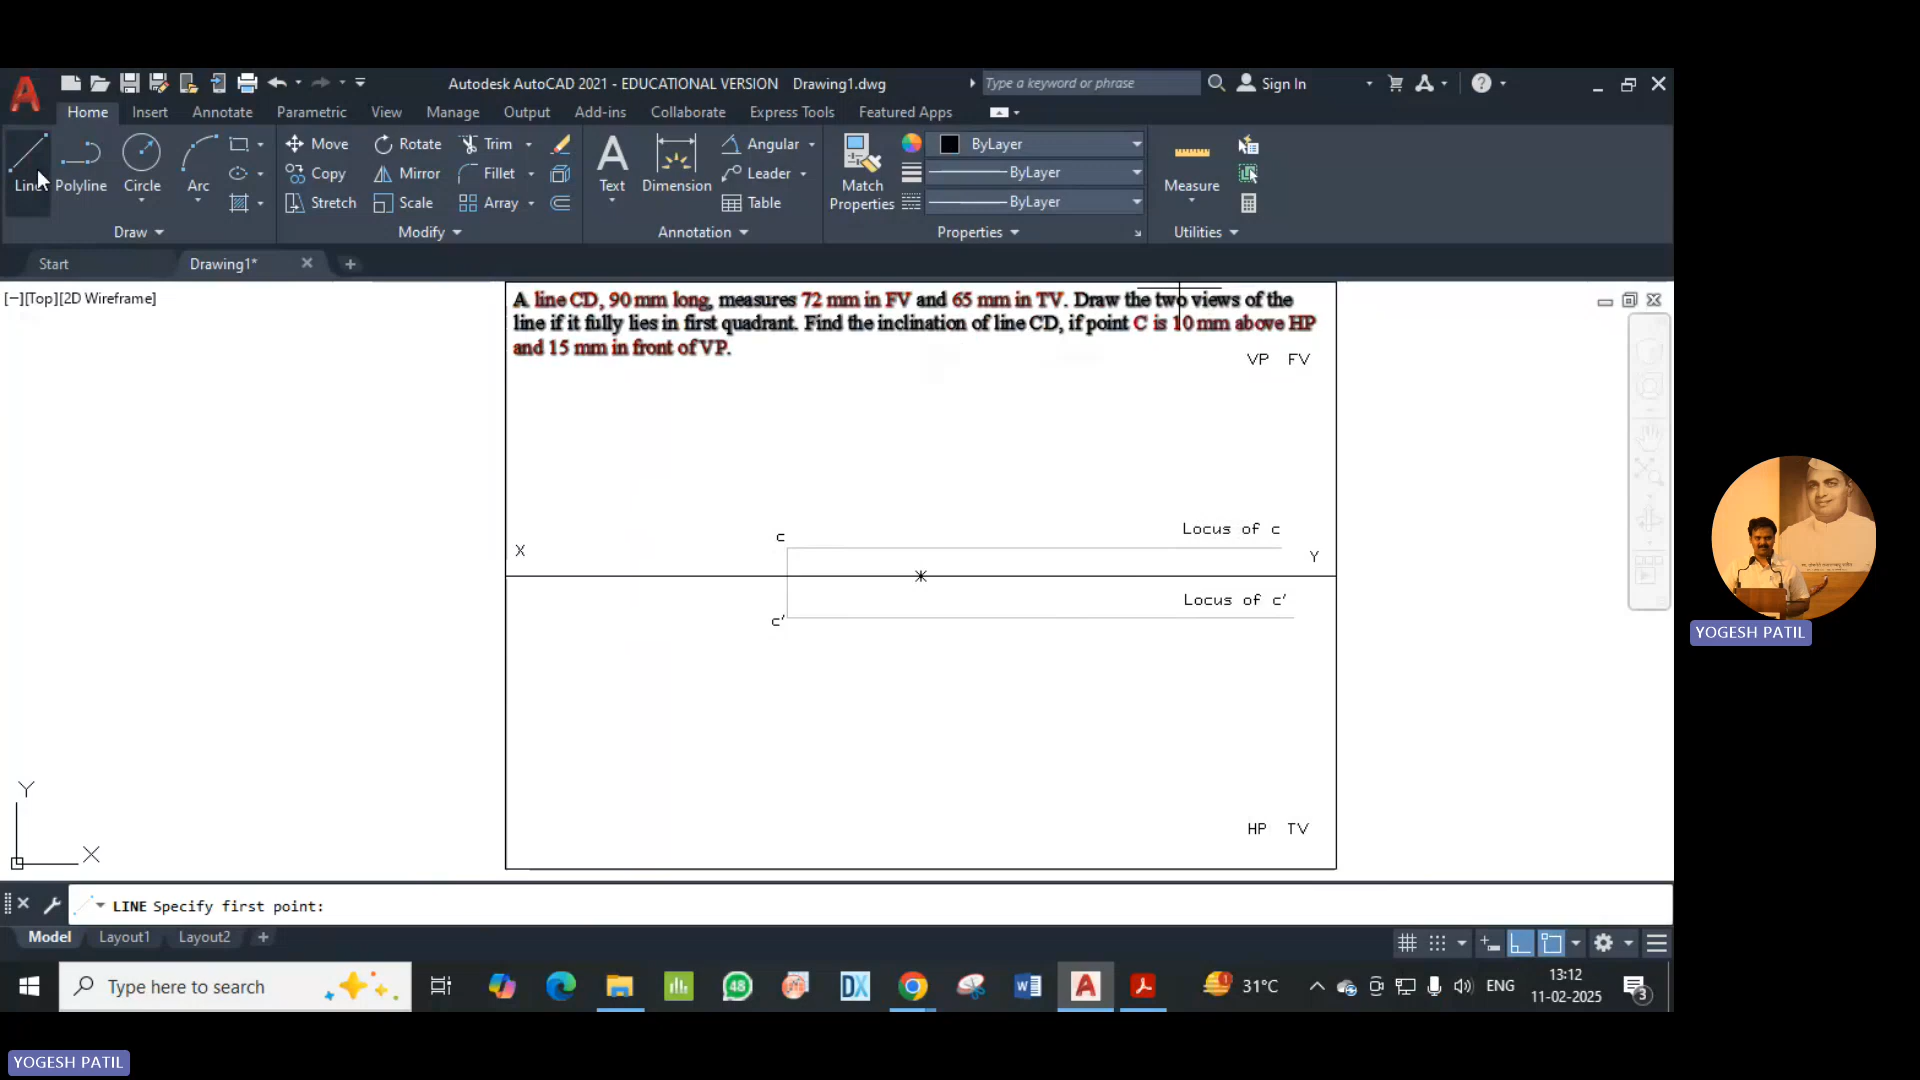 Autodesk AutoCAD 2021 - EDUCATIONAL VERSION Drawing1.dwg
Type a keyword or phrase
Sign In
Home Insert Annotate Parametric View Manage Output Add-ins Collaborate Express Tools Featured Apps
Line Polyline Circle Arc
Move Rotate Trim
Copy Mirror Fillet
Stretch Scale Array
Text Dimension
Angular
Leader
Table
Match
Properties
ByLayer
ByLayer
ByLayer
Measure
Draw Modify Annotation Properties Utilities
Start Drawing1*
[−][Top][2D Wireframe]
A line CD, 90 mm long, measures 72 mm in FV and 65 mm in TV. Draw the two views of the
line if it fully lies in first quadrant. Find the inclination of line CD, if point C is 10 mm above HP
and 15 mm in front of VP.
VP FV
c
Locus of c
X
Y
Locus of c'
c'
HP TV
Y
X
LINE Specify first point:
Model Layout1 Layout2
Type here to search
48
DX
1
31°C
ENG
13:12
11-02-2025
3
YOGESH PATIL
YOGESH PATIL